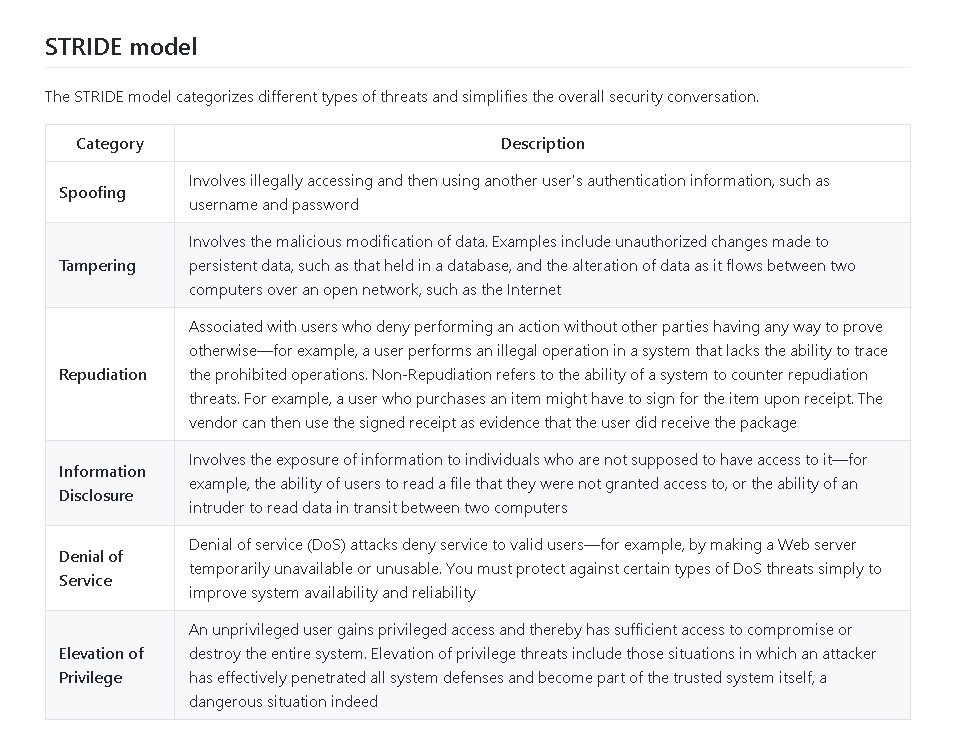 STRIDE model
The STRIDE model categorizes different types of threats and simplifies the overall security conversation.
Category
Description
Spoofing
Involves illegally accessing and then using another user's authentication information, such as
username and password
Tampering
Involves the malicious modification of data. Examples include unauthorized changes made to
persistent data, such as that held in a database, and the alteration of data as it flows between two
computers over an open network, such as the Internet
Repudiation
Associated with users who deny performing an action without other parties having any way to prove
otherwise—for example, a user performs an illegal operation in a system that lacks the ability to trace
the prohibited operations. Non-Repudiation refers to the ability of a system to counter repudiation
threats. For example, a user who purchases an item might have to sign for the item upon receipt. The
vendor can then use the signed receipt as evidence that the user did receive the package
Information
Disclosure
Involves the exposure of information to individuals who are not supposed to have access to it—for
example, the ability of users to read a file that they were not granted access to, or the ability of an
intruder to read data in transit between two computers
Denial of
Service
Denial of service (DoS) attacks deny service to valid users—for example, by making a Web server
temporarily unavailable or unusable. You must protect against certain types of DoS threats simply to
improve system availability and reliability
Elevation of
Privilege
An unprivileged user gains privileged access and thereby has sufficient access to compromise or
destroy the entire system. Elevation of privilege threats include those situations in which an attacker
has effectively penetrated all system defenses and become part of the trusted system itself, a
dangerous situation indeed